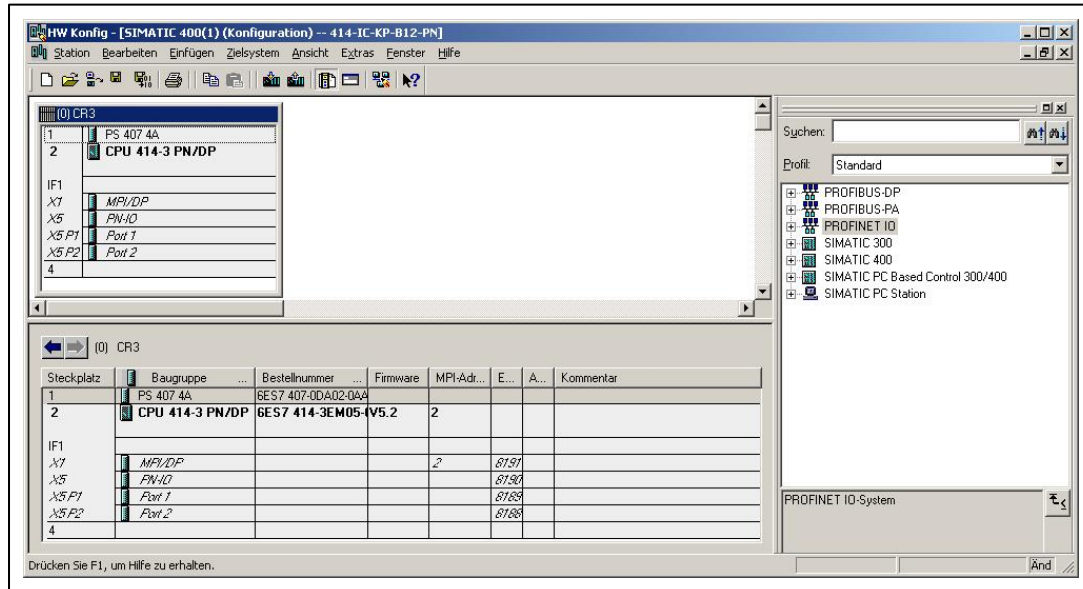 HW Konfig - [SIMATIC 400(1) (Konfiguration) -- 414-IC-KP-B12-PN]
Station Bearbeiten Einfügen Zielsystem Ansicht Extras Fenster Hilfe
(0) CR3
1 PS 407 4A
2 CPU 414-3 PN/DP
IF1
X1 MPI/DP
X5 PN-IO
X5 P1 Port 1
X5 P2 Port 2
4
Suchen:
Profil: Standard
PROFIBUS-DP
PROFIBUS-PA
PROFINET IO
SIMATIC 300
SIMATIC 400
SIMATIC PC Based Control 300/400
SIMATIC PC Station
(0) CR3
Steckplatz Baugruppe ... Bestellnummer ... Firmware MPI-Adr... E... A... Kommentar
1 PS 407 4A 6ES7 407-0DA02-0AA
2 CPU 414-3 PN/DP 6ES7 414-3EM05- V5.2 2
IF1
X1 MPI/DP 2 8191
X5 PN-IO 8190
X5 P1 Port 1 8189
X5 P2 Port 2 8188
4
PROFINET IO-System
Drücken Sie F1, um Hilfe zu erhalten.
Änd